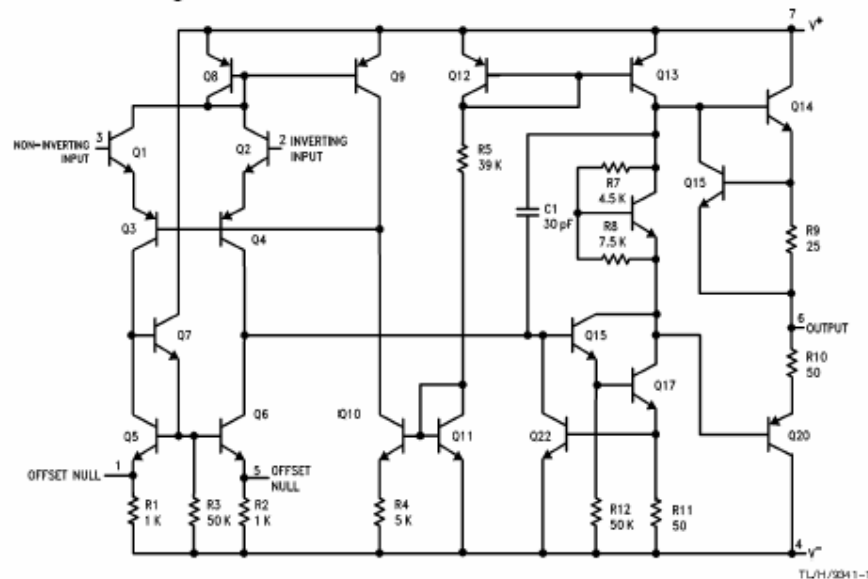 7
V+
Q8
Q9
Q12
Q13
Q14
3
NON-INVERTING
INPUT
Q1
Q2
2 INVERTING
INPUT
R5
39 K
R7
4.5 K
Q15
C1
30 pF
R8
7.5 K
R9
25
Q3
Q4
Q7
6
OUTPUT
Q15
R10
50
Q17
Q5
Q6
IQ10
Q11
Q22
Q20
OFFSET NULL
1
5 OFFSET
NULL
R1
1 K
R3
50 K
R2
1 K
R4
5 K
R12
50 K
R11
50
4
V-
TL/H/9341-1